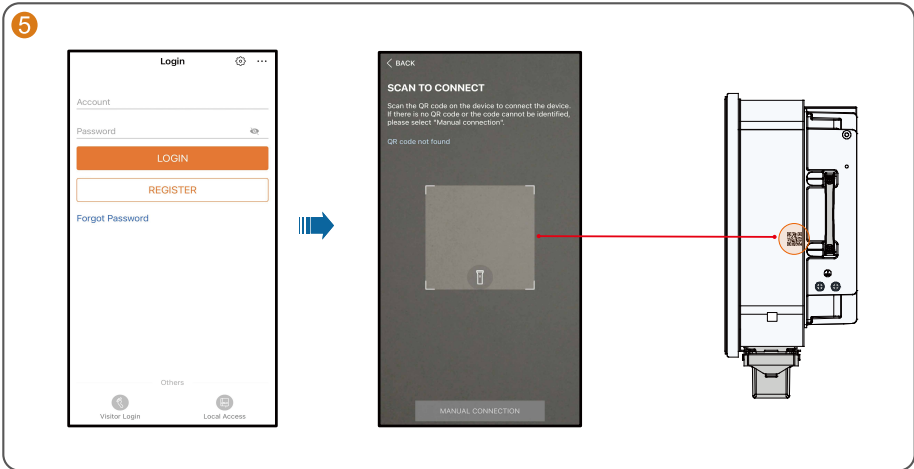 5
Login
Account
Password
LOGIN
REGISTER
Forgot Password
Others
Visitor Login
Local Access
BACK
SCAN TO CONNECT
Scan the QR code on the device to connect the device.
If there is no QR code or the code cannot be identified,
please select "Manual connection".
QR code not found
MANUAL CONNECTION